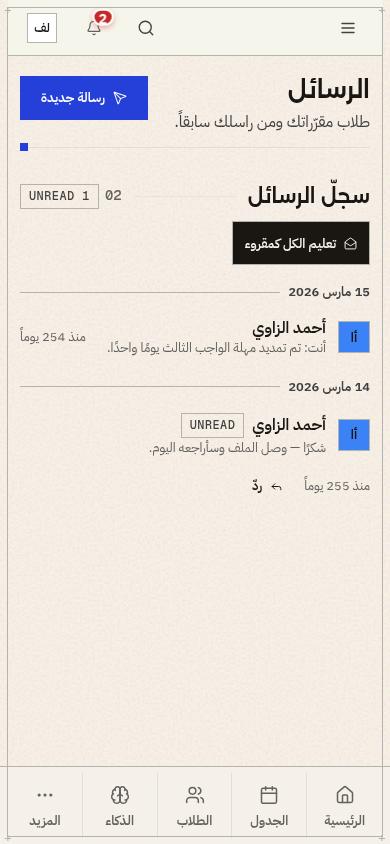 2
لف
الرسائل
رسالة جديدة
طلاب مقرّراتك ومن راسلك سابقاً.
سجلّ الرسائل
02
UNREAD 1
تعليم الكل كمقروء
15 مارس 2026
أا
أحمد الزاوي
منذ 254 يوماً
أنت: تم تمديد مهلة الواجب الثالث يومًا واحدًا.
14 مارس 2026
أا
أحمد الزاوي
UNREAD
شكرًا — وصل الملف وسأراجعه اليوم.
منذ 255 يوماً
ردّ
الرئيسية
الجدول
الطلاب
الذكاء
المزيد